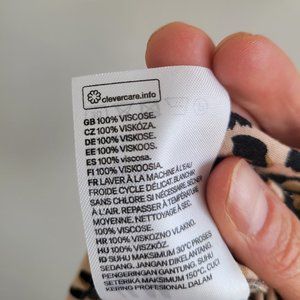 clevercare.info
GB 100% VISCOSE.
CZ 100% VISKÓZA.
DE 100% VISKOSE.
EE 100% VISKOOS.
ES 100% viscosa.
FI 100% VISKOOSIA.
FR LAVER À LA MACHINE À L'EAU
FROIDE CYCLE DÉLICAT. BLANCHIR
SANS CHLORE SI NÉCESSAIRE. SÉCHER
À L'AIR. REPASSER À TEMPÉRATURE
MOYENNE. NETTOYAGE À SEC.
100% VISCOSE.
HR 100% VISKOZNO VLAKNO.
HU 100% VISZKÓZ.
ID SUHU MAKSIMUM 30°C PROSES
SEDANG. JANGAN DIKELANTANG.
PENGERINGAN GANTUNG. SUHU
SETERIKA MAKSIMUM 150°C. CUCI
KERING PROFESIONAL DALAM